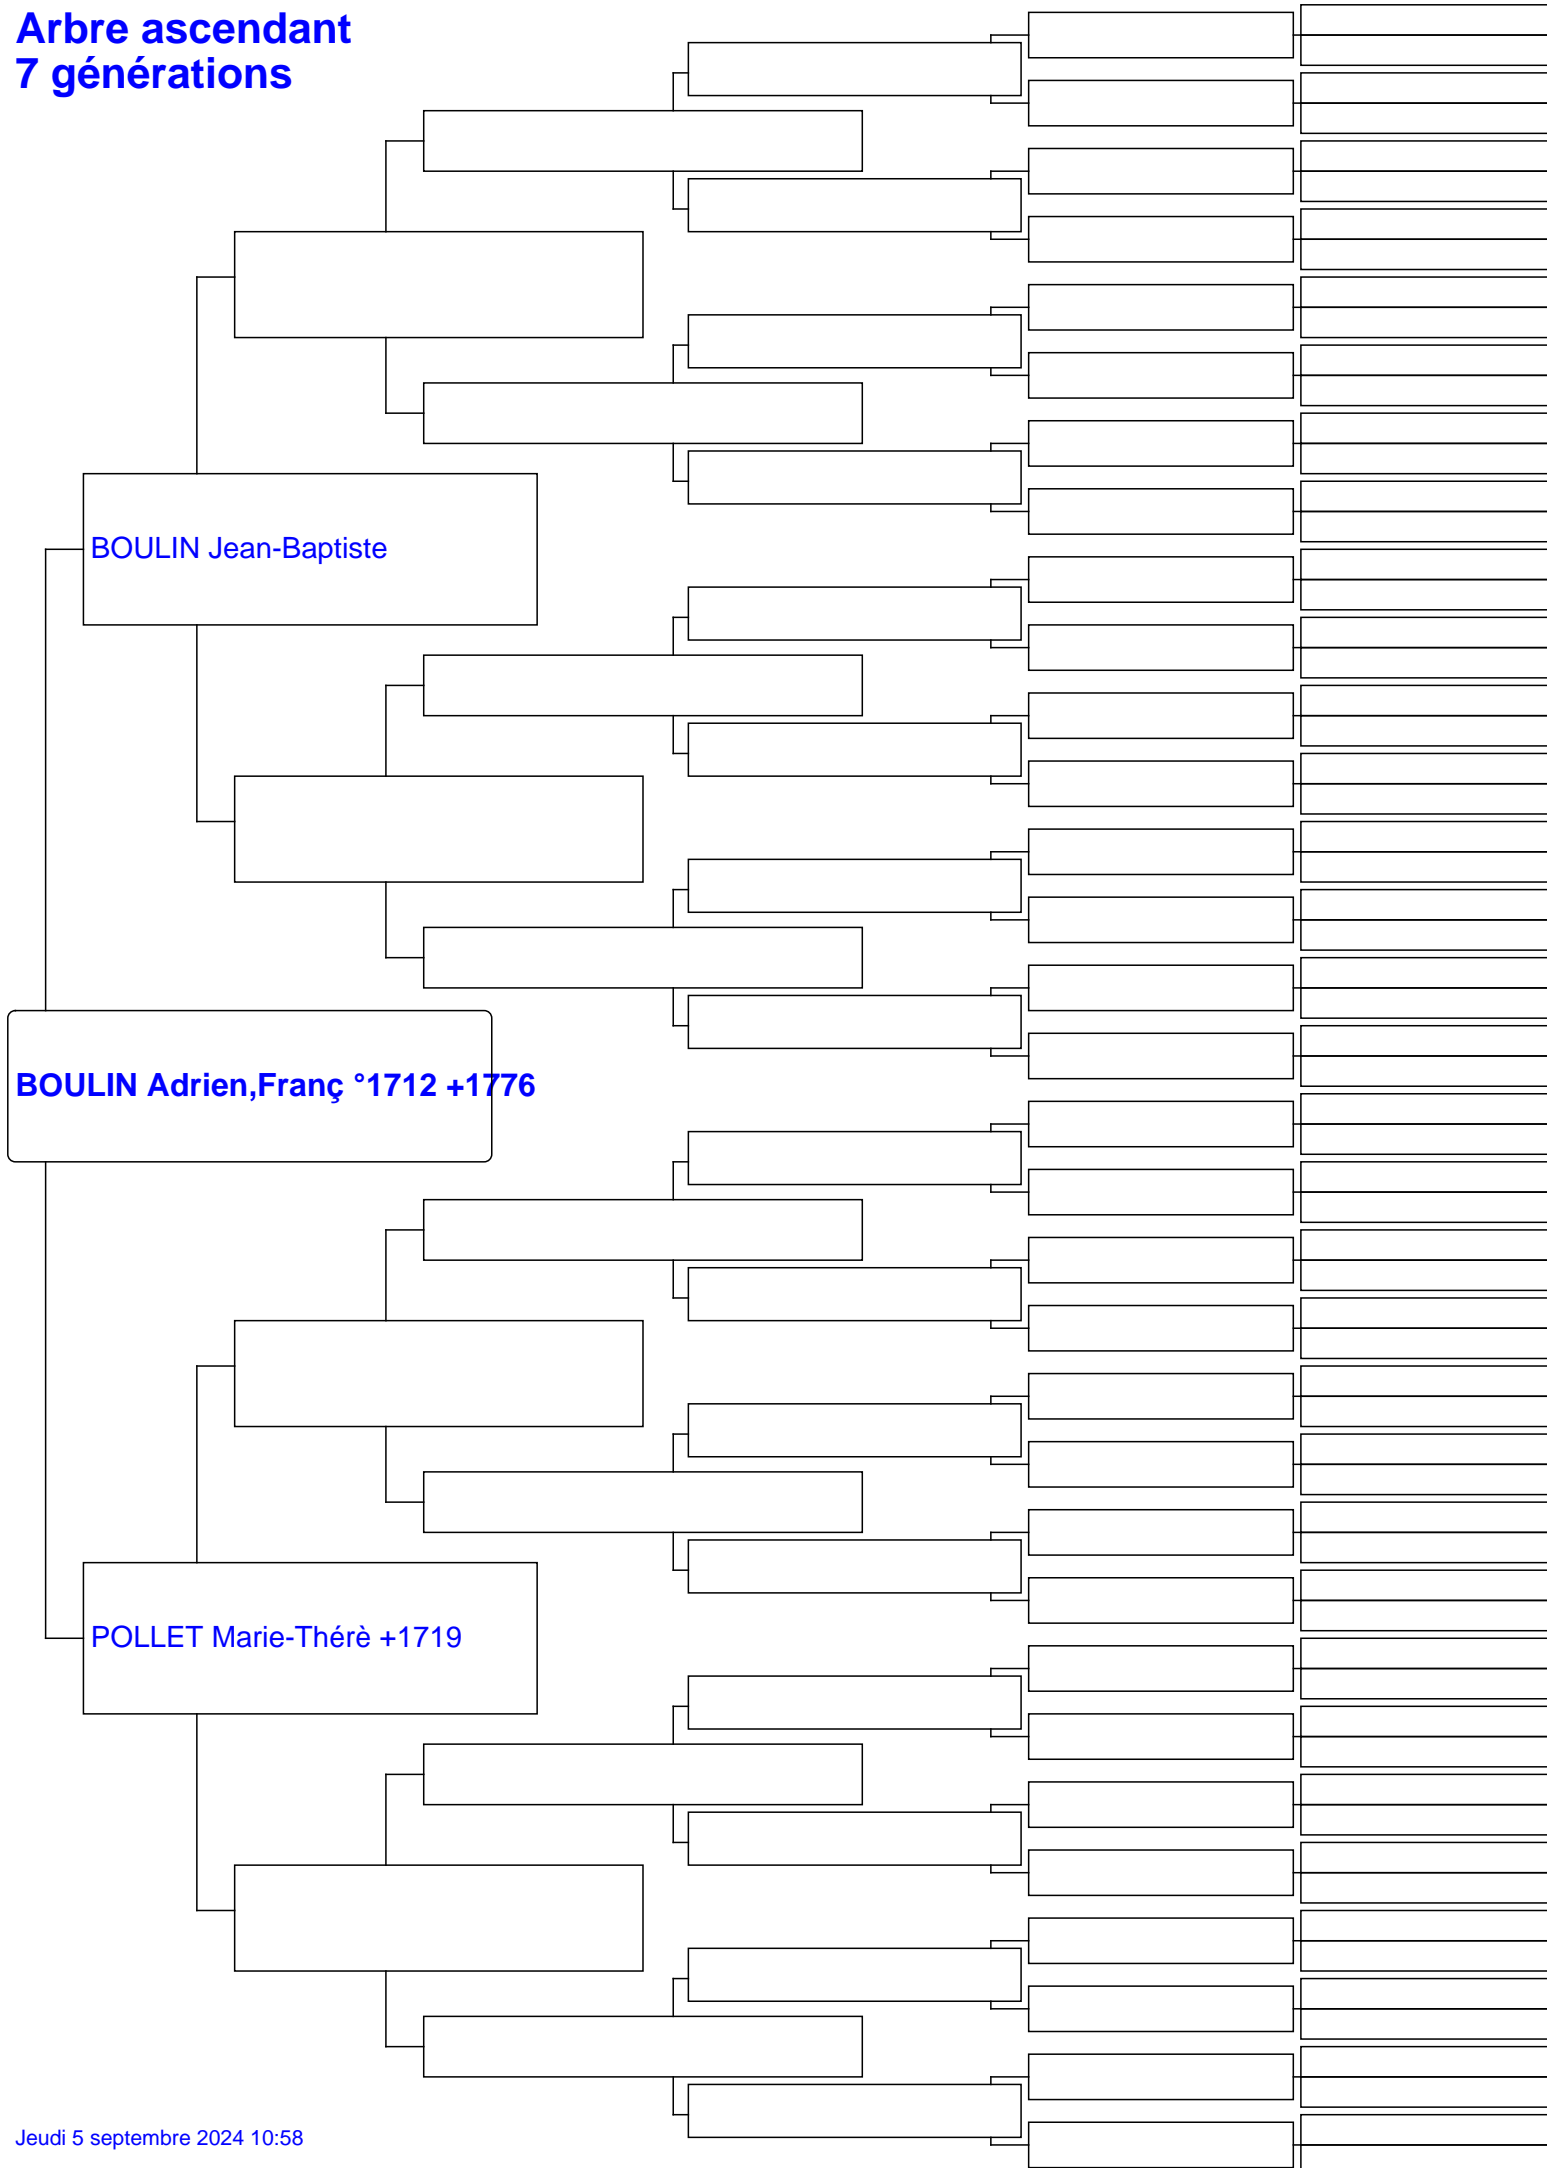 Arbre ascendant
7 générations
BOULIN Jean-Baptiste
BOULIN Adrien,Franç °1712 +1776
POLLET Marie-Thérè +1719
Jeudi 5 septembre 2024 10:58